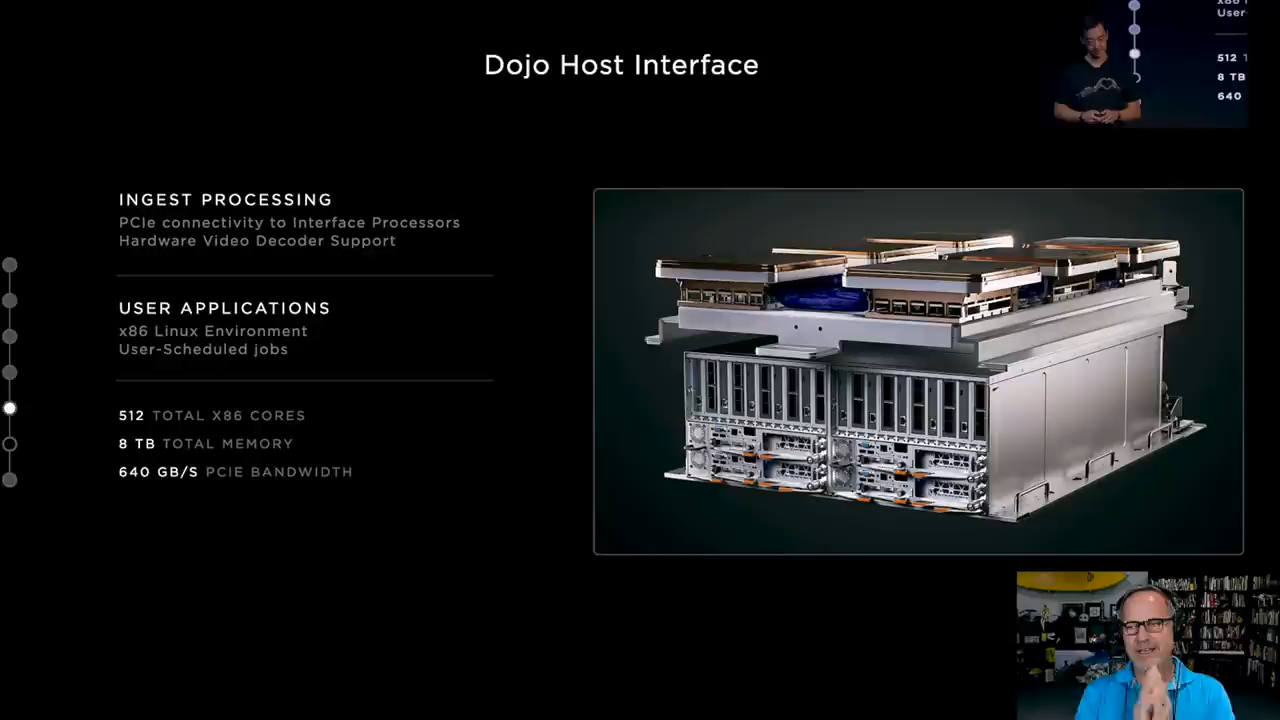 Dojo Host Interface
User-
512
8 TB
640
INGEST PROCESSING
PCIe connectivity to Interface Processors
Hardware Video Decoder Support
USER APPLICATIONS
x86 Linux Environment
User-Scheduled jobs
512 TOTAL X86 CORES
8 TB TOTAL MEMORY
640 GB/S PCIE BANDWIDTH